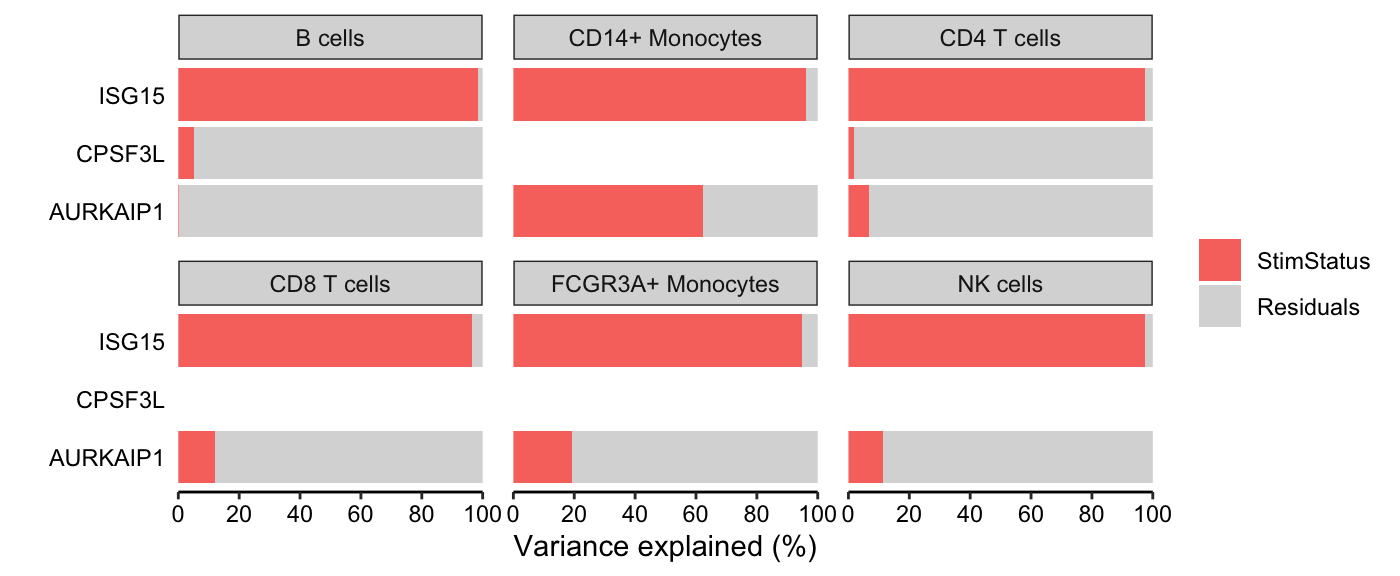 B cells CD14+ Monocytes CD4 T cells
ISG15
CPSF3L
AURKAIP1
StimStatus
CD8 T cells FCGR3A+ Monocytes NK cells
Residuals
ISG15
CPSF3L
AURKAIP1
0 20 40 60 80 100 0 20 40 60 80 100 0 20 40 60 80 100
Variance explained (%)